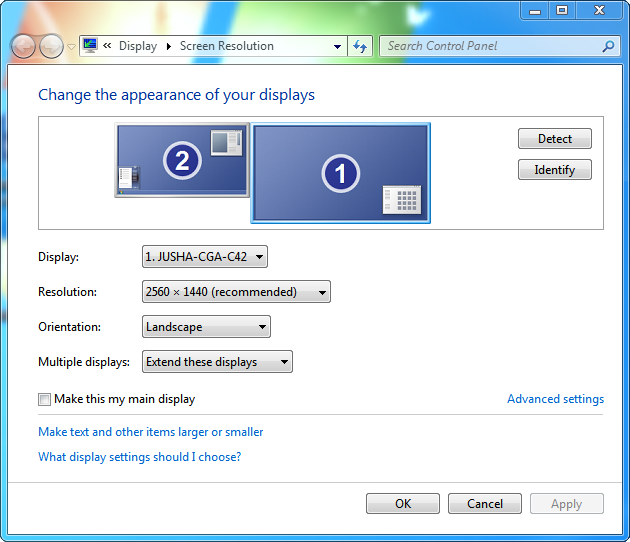 « Display ▸ Screen Resolution
Search Control Panel
Change the appearance of your displays
2
1
Detect
Identify
Display: 1. JUSHA-CGA-C42
Resolution: 2560 × 1440 (recommended)
Orientation: Landscape
Multiple displays: Extend these displays
Make this my main display
Advanced settings
Make text and other items larger or smaller
What display settings should I choose?
OK Cancel Apply